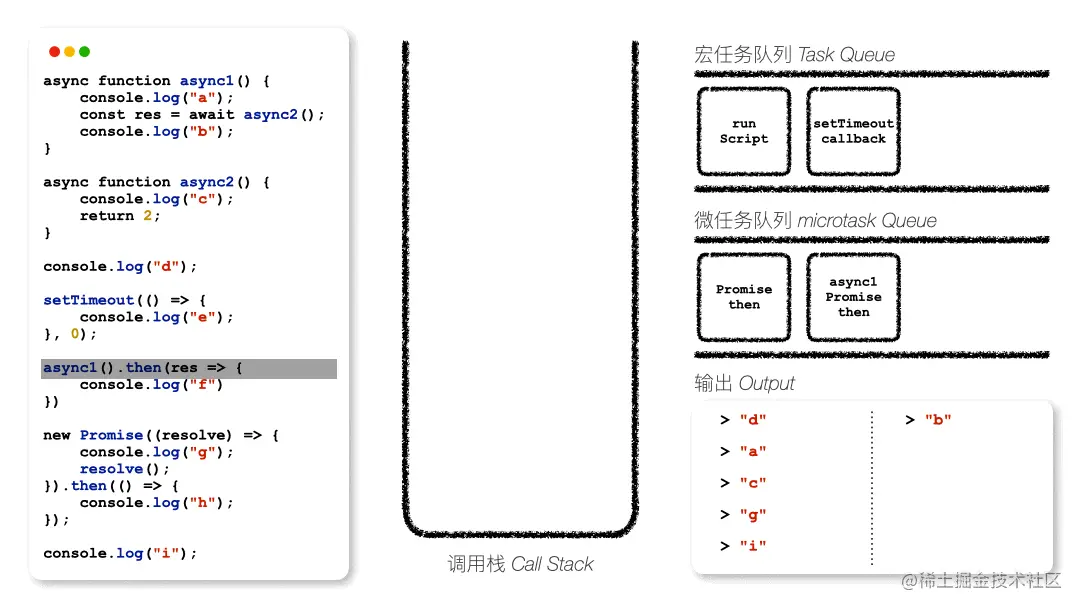 async function async1() {
    console.log("a");
    const res = await async2();
    console.log("b");
}
async function async2() {
    console.log("c");
    return 2;
}
console.log("d");
setTimeout(() => {
    console.log("e");
}, 0);
async1().then(res => {
    console.log("f")
})
new Promise((resolve) => {
    console.log("g");
    resolve();
}).then(() => {
    console.log("h");
});
console.log("i");
调用栈 Call Stack
宏任务队列 Task Queue
run
Script
setTimeout
callback
微任务队列 microtask Queue
Promise
then
async1
Promise
then
输出 Output
> "d"
> "a"
> "c"
> "g"
> "i"
> "b"
@稀土掘金技术社区